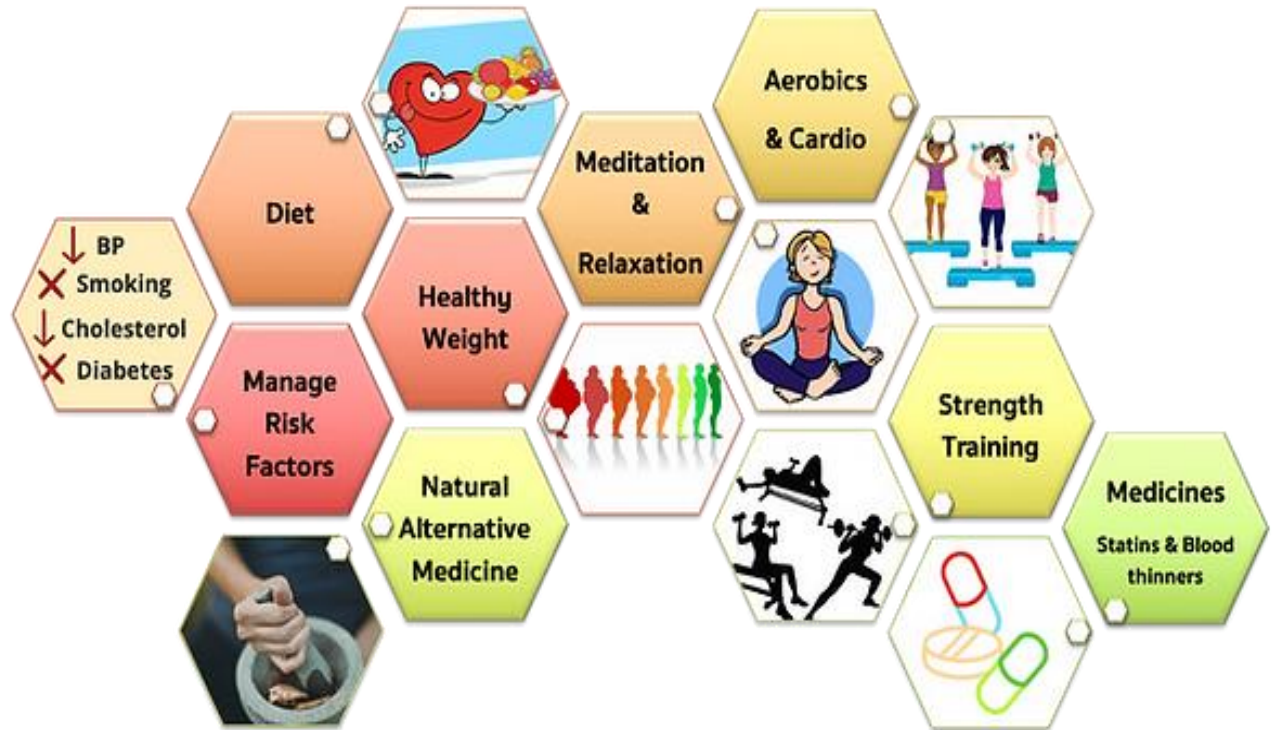 Aerobics
& Cardio
Meditation
&
Relaxation
Diet
↓ BP
✕ Smoking
↓ Cholesterol
✕ Diabetes
Healthy
Weight
Manage
Risk
Factors
Strength
Training
Natural
Alternative
Medicine
Medicines
Statins & Blood
thinners